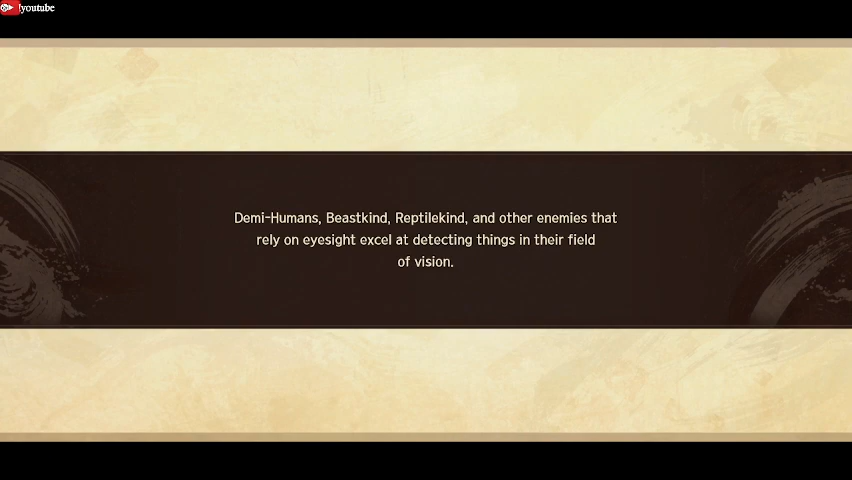 youtube
Demi-Humans, Beastkind, Reptilekind, and other enemies that
rely on eyesight excel at detecting things in their field
of vision.